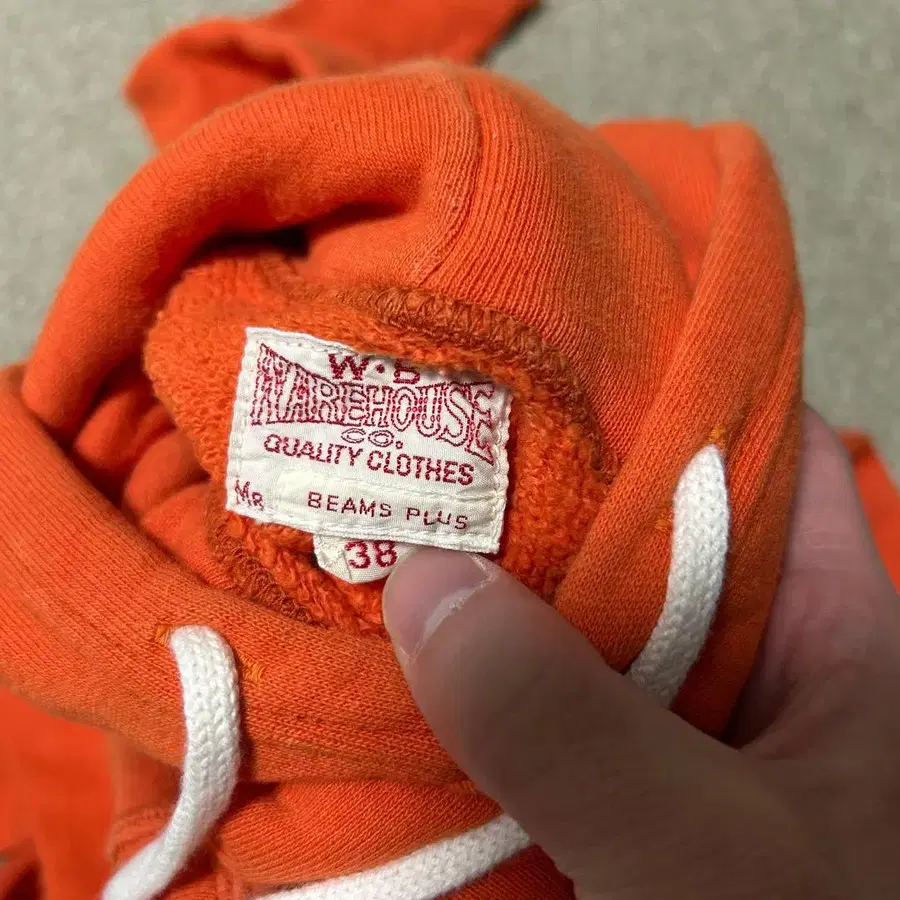 W·B
WAREHOUSE
CO.
QUALITY CLOTHES
MR BEAMS PLUS
38